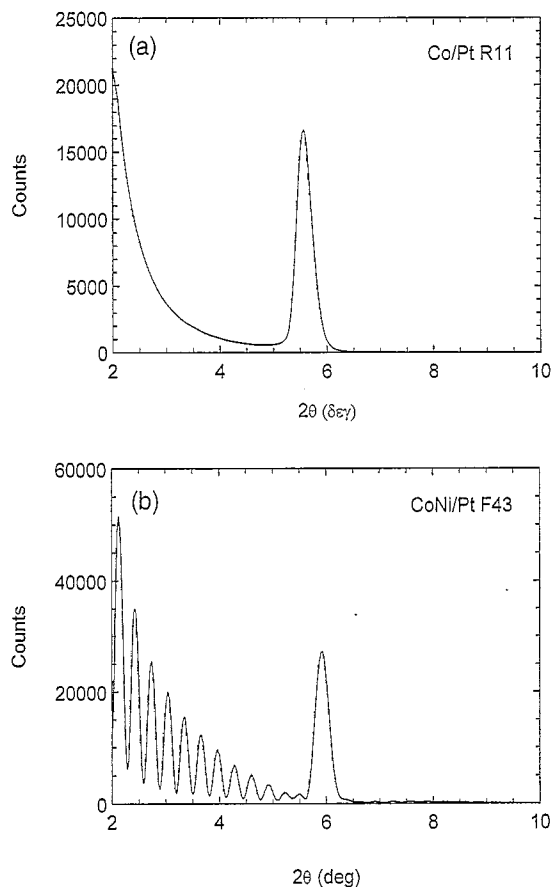 25000
(a)
Co/Pt R11
20000
15000
Counts
10000
5000
0
2 4 6 8 10
2θ (δεγ)
60000
(b)
CoNi/Pt F43
40000
Counts
20000
0
2 4 6 8 10
2θ (deg)